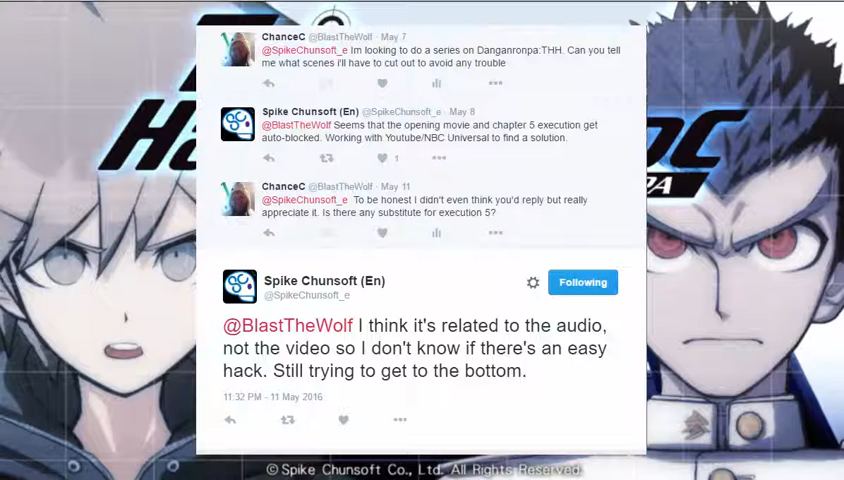 ChanceC @BlastTheWolf · May 7
@SpikeChunsoft_e Im looking to do a series on Danganronpa:THH. Can you tell
me what scenes i'll have to cut out to avoid any trouble
Spike Chunsoft (En) @SpikeChunsoft_e · May 8
@BlastTheWolf Seems that the opening movie and chapter 5 execution get
auto-blocked. Working with Youtube/NBC Universal to find a solution.
1
ChanceC @BlastTheWolf · May 11
@SpikeChunsoft_e To be honest I didn't even think you'd reply but really
appreciate it. Is there any substitute for execution 5?
Spike Chunsoft (En)
@SpikeChunsoft_e
Following
@BlastTheWolf I think it's related to the audio,
not the video so I don't know if there's an easy
hack. Still trying to get to the bottom.
11:32 PM - 11 May 2016
© Spike Chunsoft Co., Ltd. All Rights Reserved.